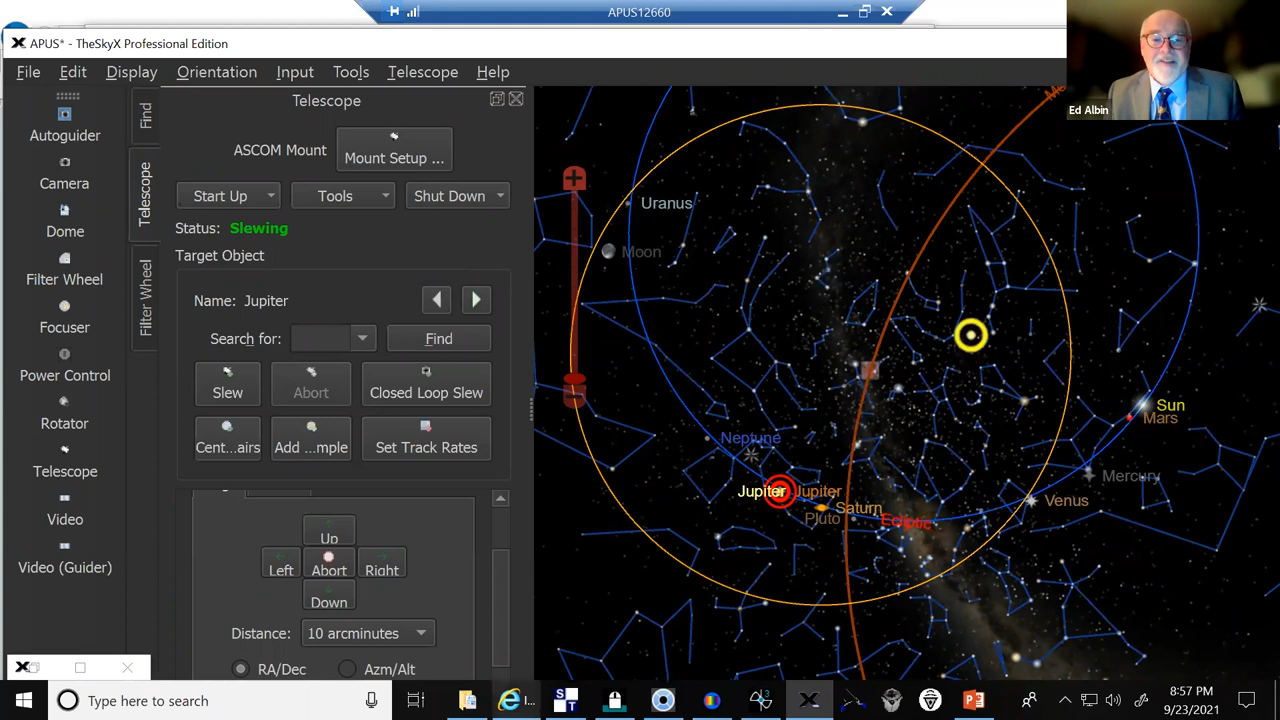 APUS12660
APUS* - TheSkyX Professional Edition
File Edit Display Orientation Input Tools Telescope Help
Ed Albin
Autoguider
Camera
Dome
Filter Wheel
Focuser
Power Control
Rotator
Telescope
Video
Video (Guider)
Find
Telescope
Filter Wheel
Telescope
ASCOM Mount
Mount Setup ...
Start Up
Tools
Shut Down
Status: Slewing
Target Object
Name: Jupiter
Search for:
Find
Slew
Abort
Closed Loop Slew
Cent...airs
Add ...mple
Set Track Rates
Up
Left
Abort
Right
Down
Distance: 10 arcminutes
RA/Dec
Azm/Alt
Uranus
Moon
Neptune
Jupiter
Jupiter
Saturn
Pluto
Ecliptic
Sun
Mars
Mercury
Venus
Type here to search
8:57 PM
9/23/2021